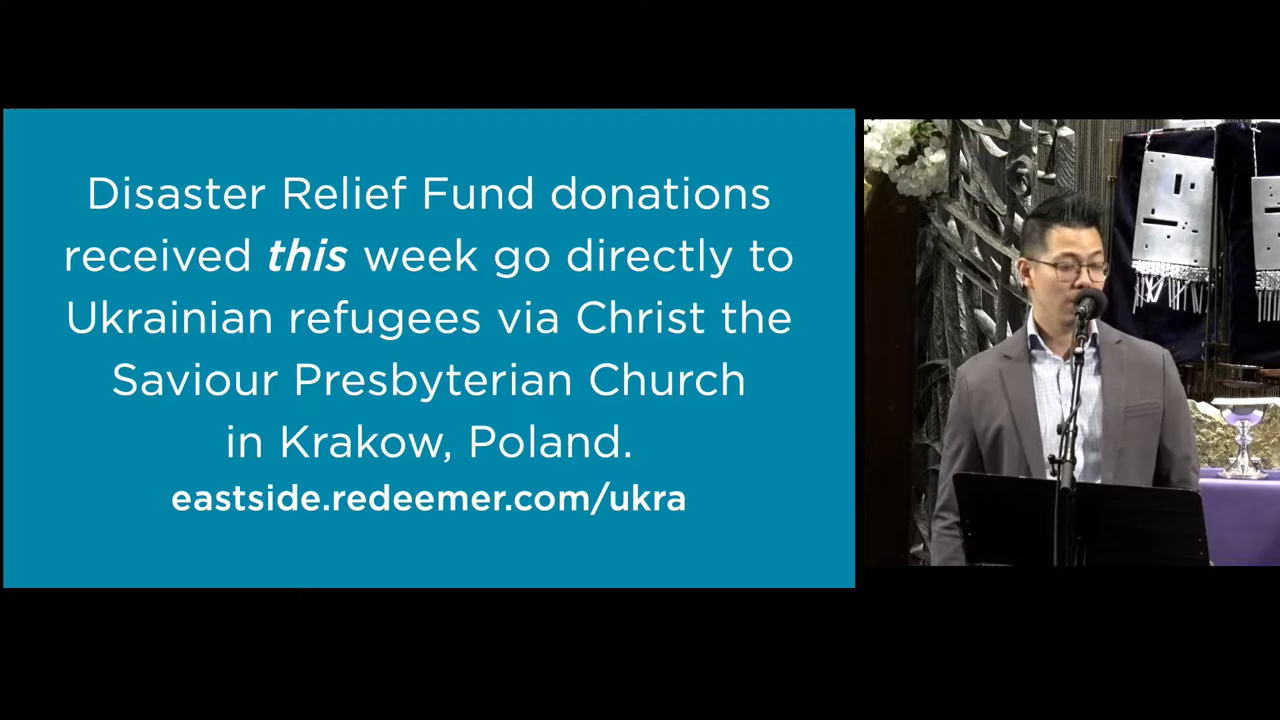 Disaster Relief Fund donations
received this week go directly to
Ukrainian refugees via Christ the
Saviour Presbyterian Church
in Krakow, Poland.
eastside.redeemer.com/ukra